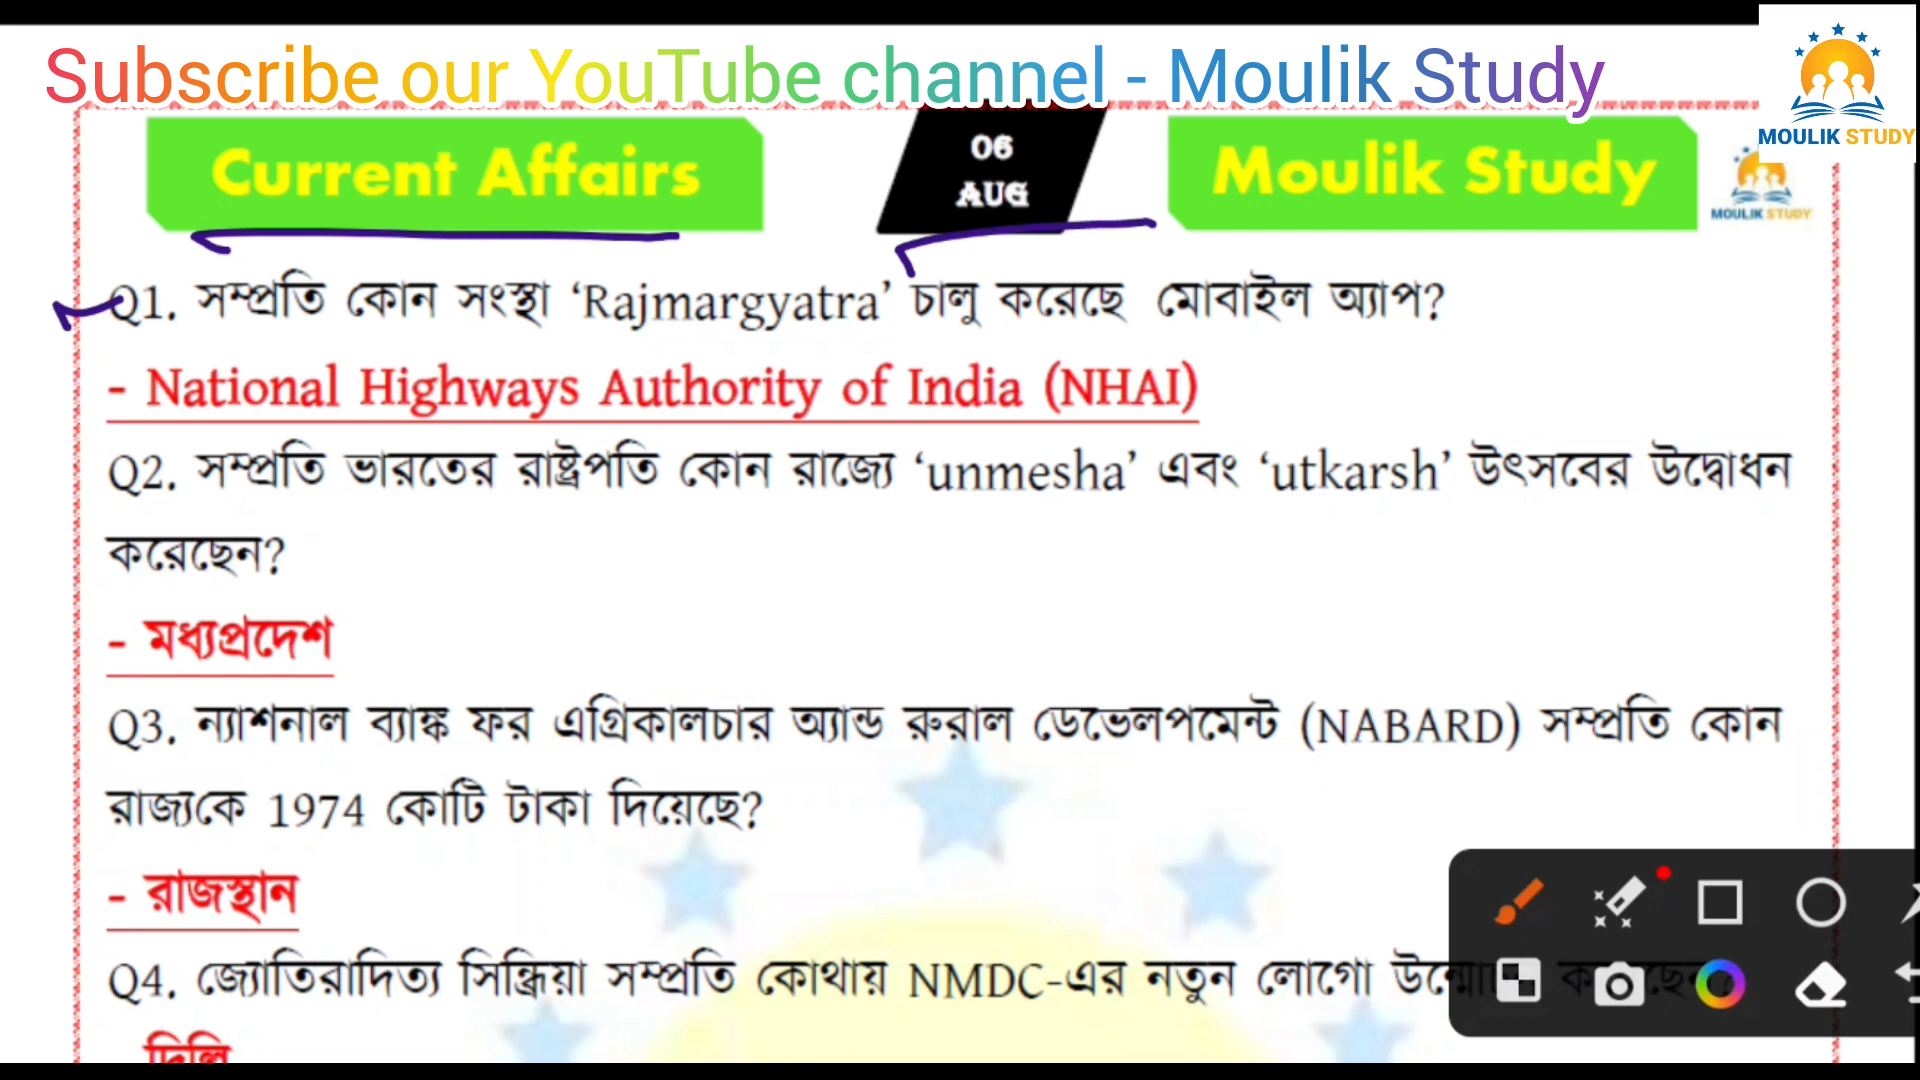 Subscribe our YouTube channel - Moulik Study
MOULIK STUDY
Current Affairs
06
AUG
Moulik Study
MOULIK STUDY
Q1. সম্প্রতি কোন সংস্থা ‘Rajmargyatra’ চালু করেছে মোবাইল অ্যাপ?
- National Highways Authority of India (NHAI)
Q2. সম্প্রতি ভারতের রাষ্ট্রপতি কোন রাজ্যে ‘unmesha’ এবং ‘utkarsh’ উৎসবের উদ্বোধন
করেছেন?
- মধ্যপ্রদেশ
Q3. ন্যাশনাল ব্যাঙ্ক ফর এগ্রিকালচার অ্যান্ড রুরাল ডেভেলপমেন্ট (NABARD) সম্প্রতি কোন
রাজ্যকে 1974 কোটি টাকা দিয়েছে?
- রাজস্থান
Q4. জ্যোতিরাদিত্য সিন্ধিয়া সম্প্রতি কোথায় NMDC-এর নতুন লোগো
দিল্লি